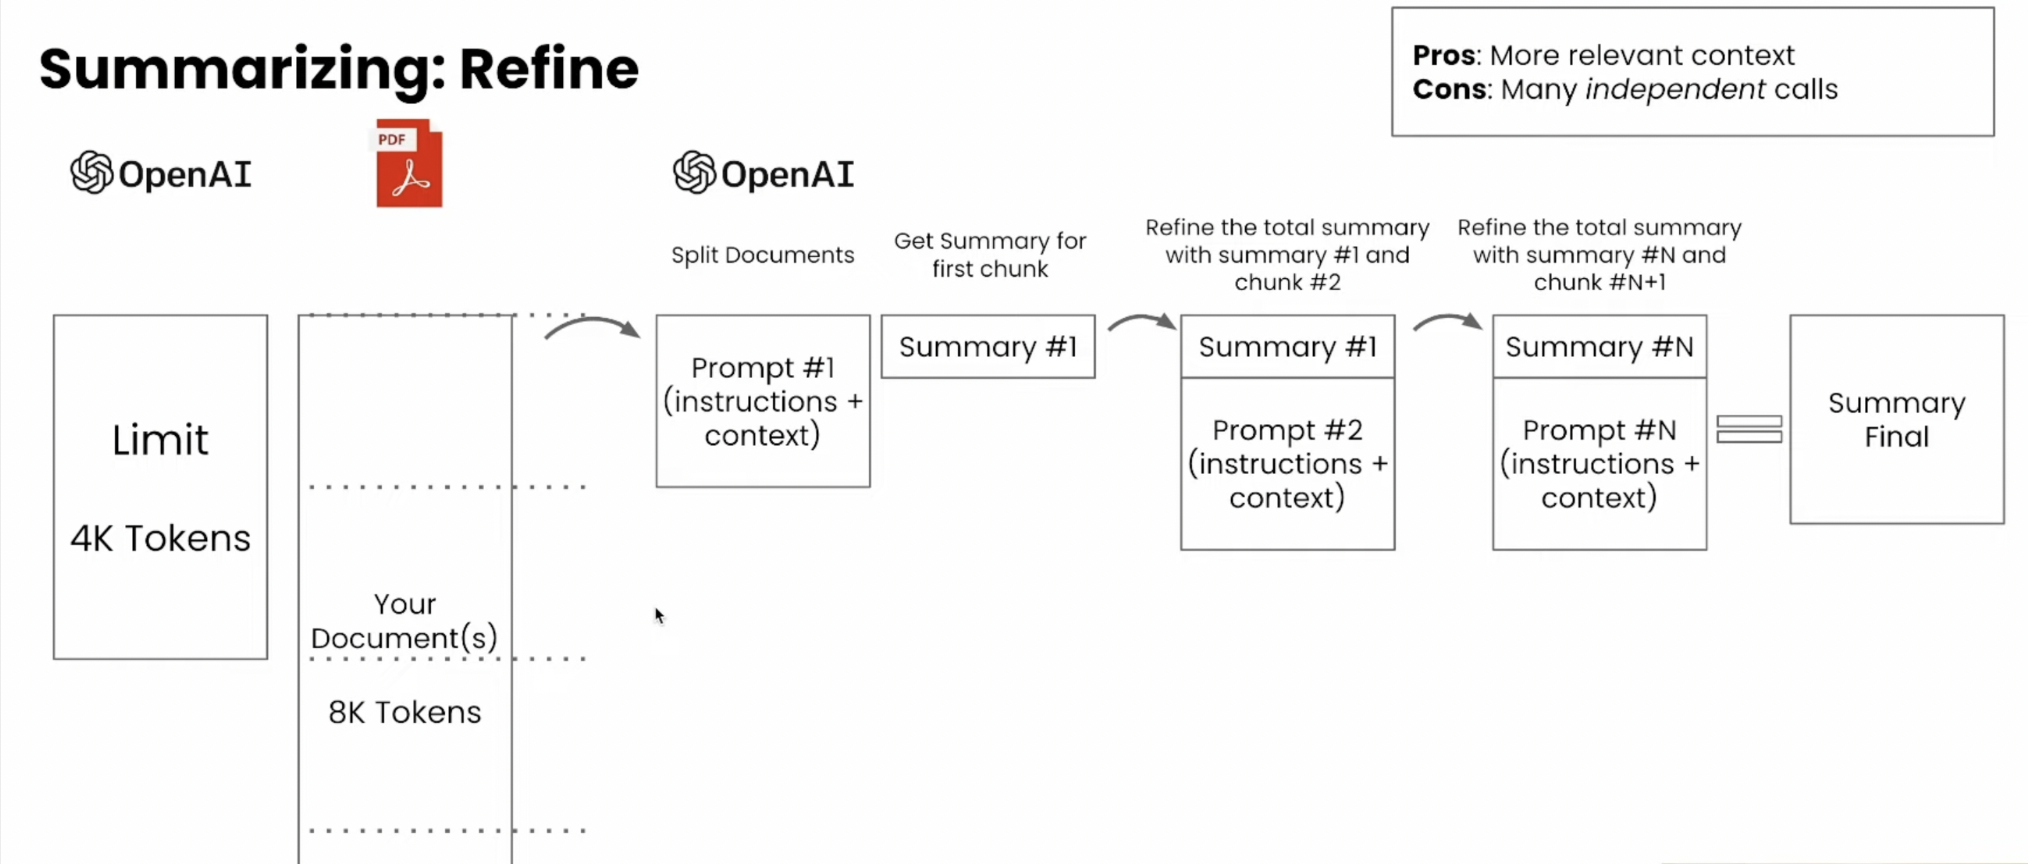 Summarizing: Refine
Pros: More relevant context
Cons: Many independent calls
OpenAI
PDF
OpenAI
Split Documents
Get Summary for
first chunk
Refine the total summary
with summary #1 and
chunk #2
Refine the total summary
with summary #N and
chunk #N+1
Limit
4K Tokens
Your
Document(s)
8K Tokens
Prompt #1
(instructions +
context)
Summary #1
Summary #1
Prompt #2
(instructions +
context)
Summary #N
Prompt #N
(instructions +
context)
Summary
Final